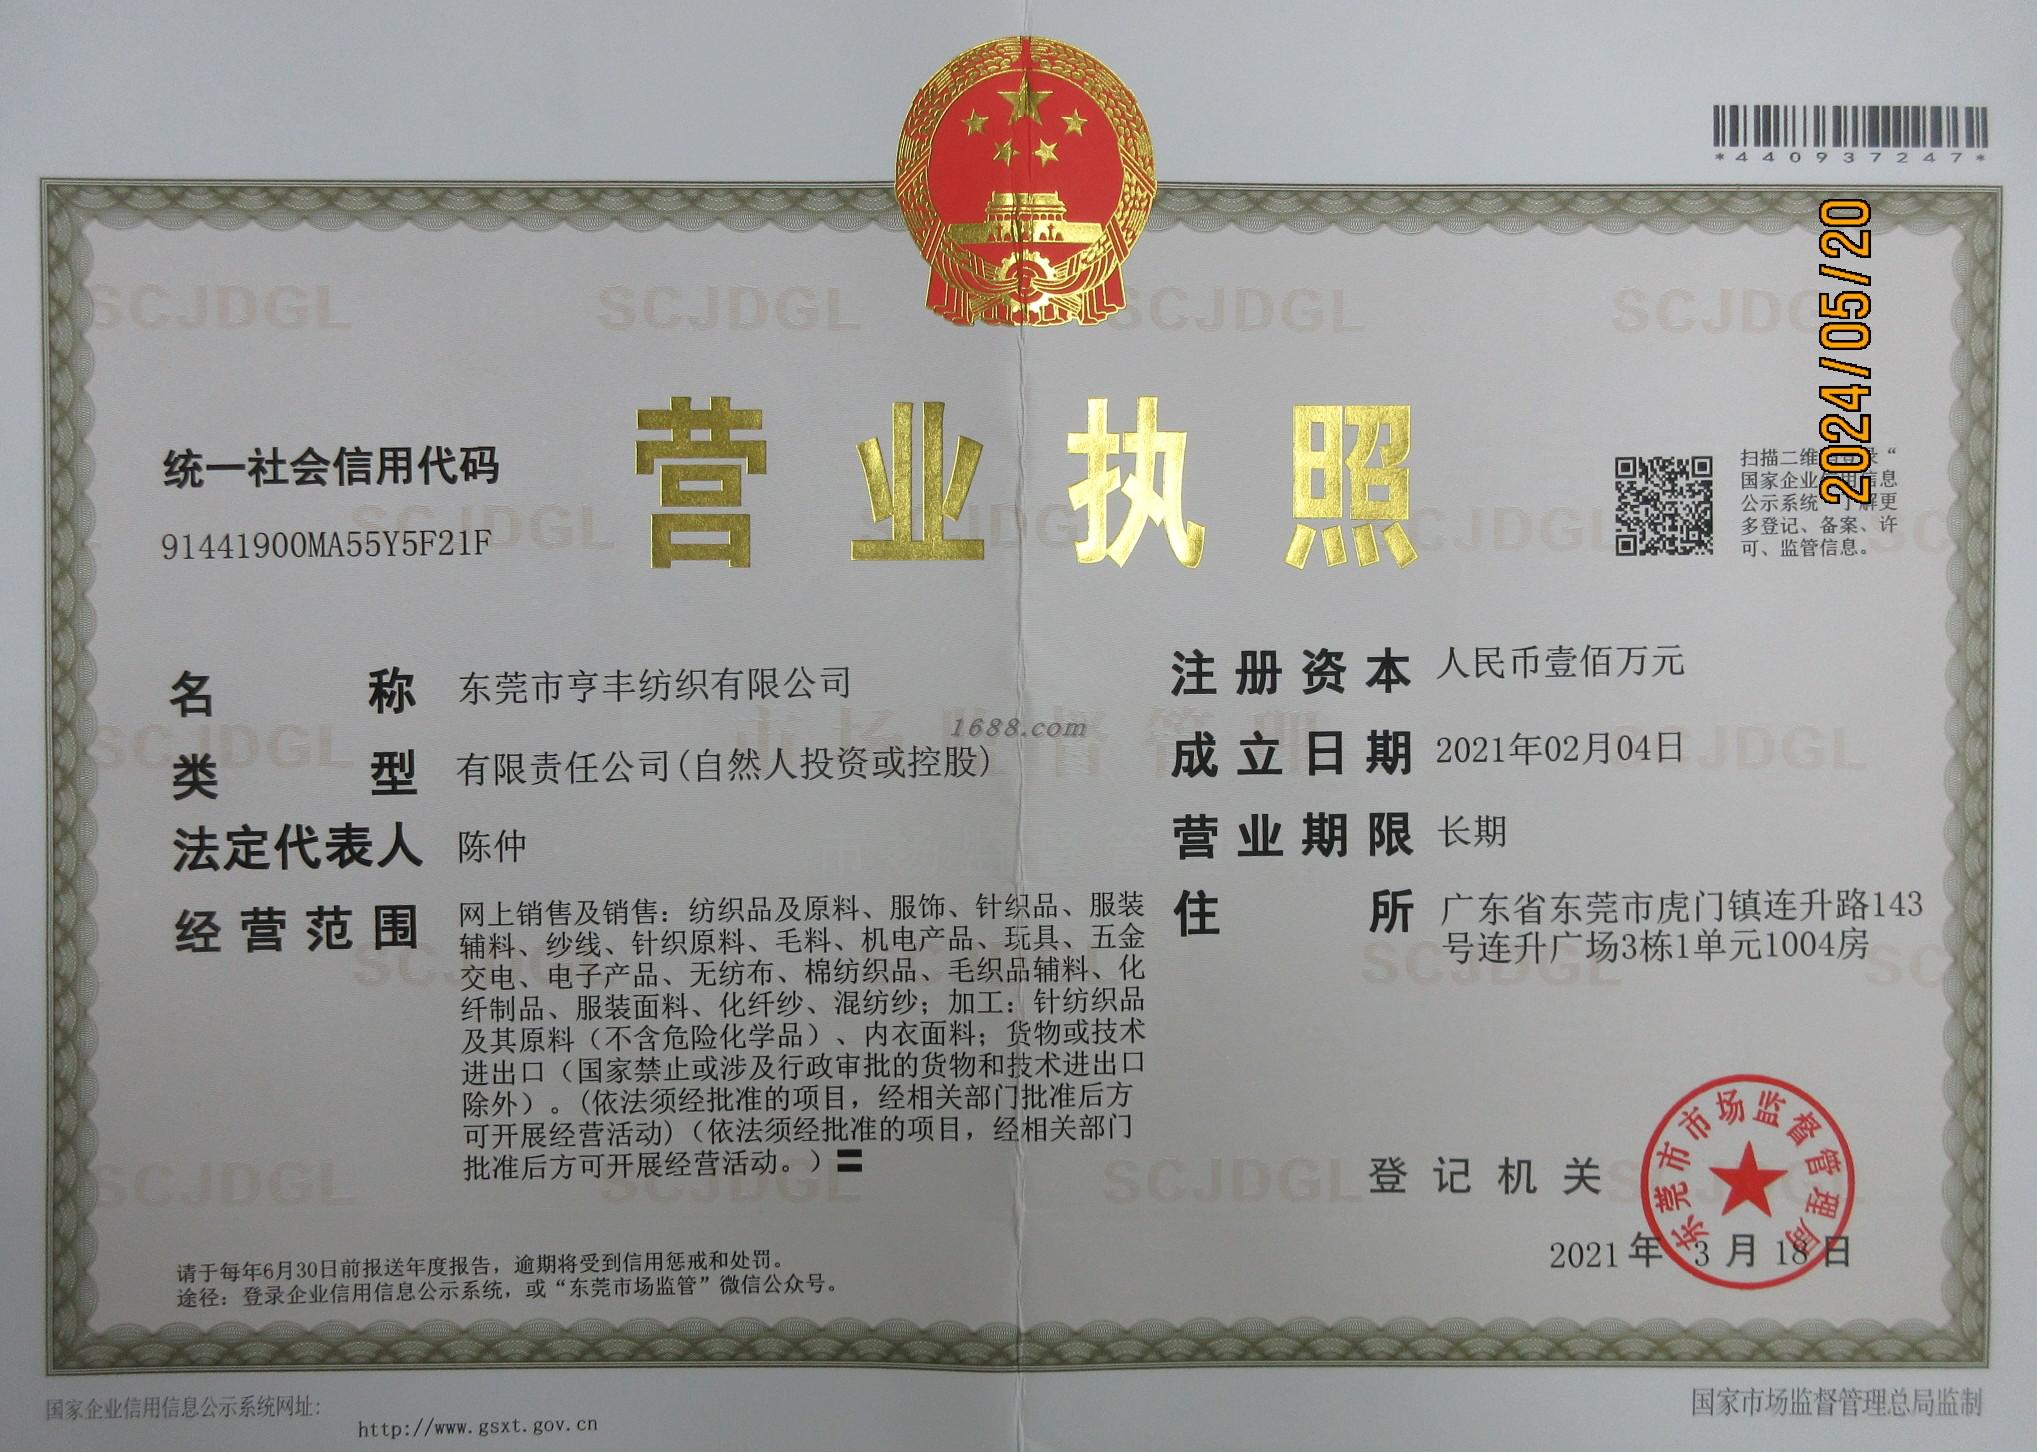 *440937247*
2024/05/20
SCJDGL SCJDGL SCJDGL SCJDGL
营业执照
统一社会信用代码
91441900MA55Y5F21F
扫描二维
国家企业信用信息
公示系统”了解更
多登记、备案、许
可、监管信息。
名称 东莞市亨丰纺织有限公司
类型 有限责任公司(自然人投资或控股)
法定代表人 陈仲
经营范围 网上销售及销售：纺织品及原料、服饰、针织品、服装
辅料、纱线、针织原料、毛料、机电产品、玩具、五金
交电、电子产品、无纺布、棉纺织品、毛织品辅料、化
纤制品、服装面料、化纤纱、混纺纱；加工：针纺织品
及其原料（不含危险化学品）、内衣面料；货物或技术
进出口（国家禁止或涉及行政审批的货物和技术进出口
除外）。(依法须经批准的项目，经相关部门批准后方
可开展经营活动)（依法须经批准的项目，经相关部门
批准后方可开展经营活动。）〓
1688.com
注册资本 人民币壹佰万元
成立日期 2021年02月04日
营业期限 长期
住所 广东省东莞市虎门镇连升路143
号连升广场3栋1单元1004房
登记机关
东莞市市场监督管理局
2021年3月18日
请于每年6月30日前报送年度报告，逾期将受到信用惩戒和处罚。
途径：登录企业信用信息公示系统，或“东莞市场监管”微信公众号。
国家企业信用信息公示系统网址：
http://www.gsxt.gov.cn
国家市场监督管理总局监制